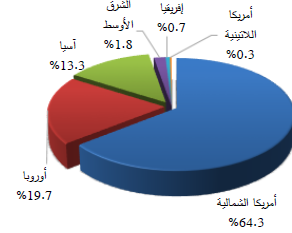 أمريكا
اللاتينية
%0.3
إفريقيا
%0.7
الشرق
الأوسط
%1.8
آسيا
%13.3
أوروبا
%19.7
أمريكا الشمالية
%64.3